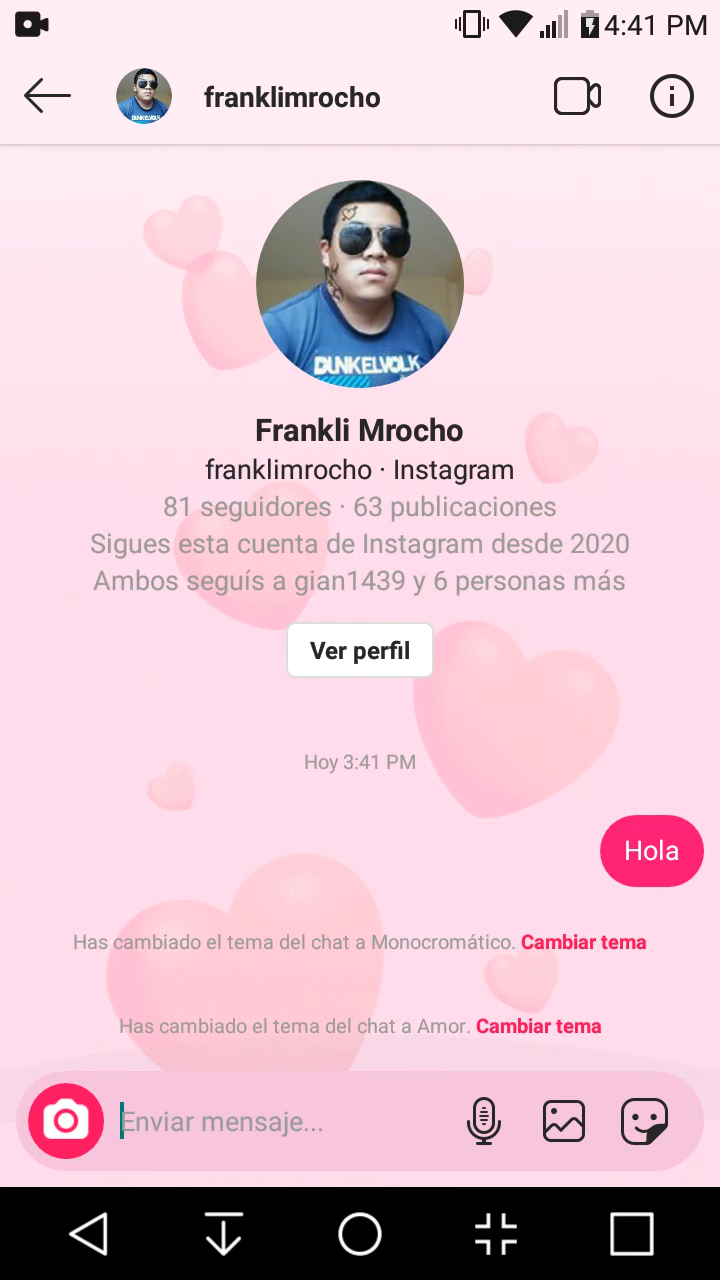 4:41 PM
franklimrocho
DUNKELVOLK
DUNKELVOLK
Frankli Mrocho
franklimrocho · Instagram
81 seguidores · 63 publicaciones
Sigues esta cuenta de Instagram desde 2020
Ambos seguís a gian1439 y 6 personas más
Ver perfil
Hoy 3:41 PM
Hola
Has cambiado el tema del chat a Monocromático. Cambiar tema
Has cambiado el tema del chat a Amor. Cambiar tema
Enviar mensaje...